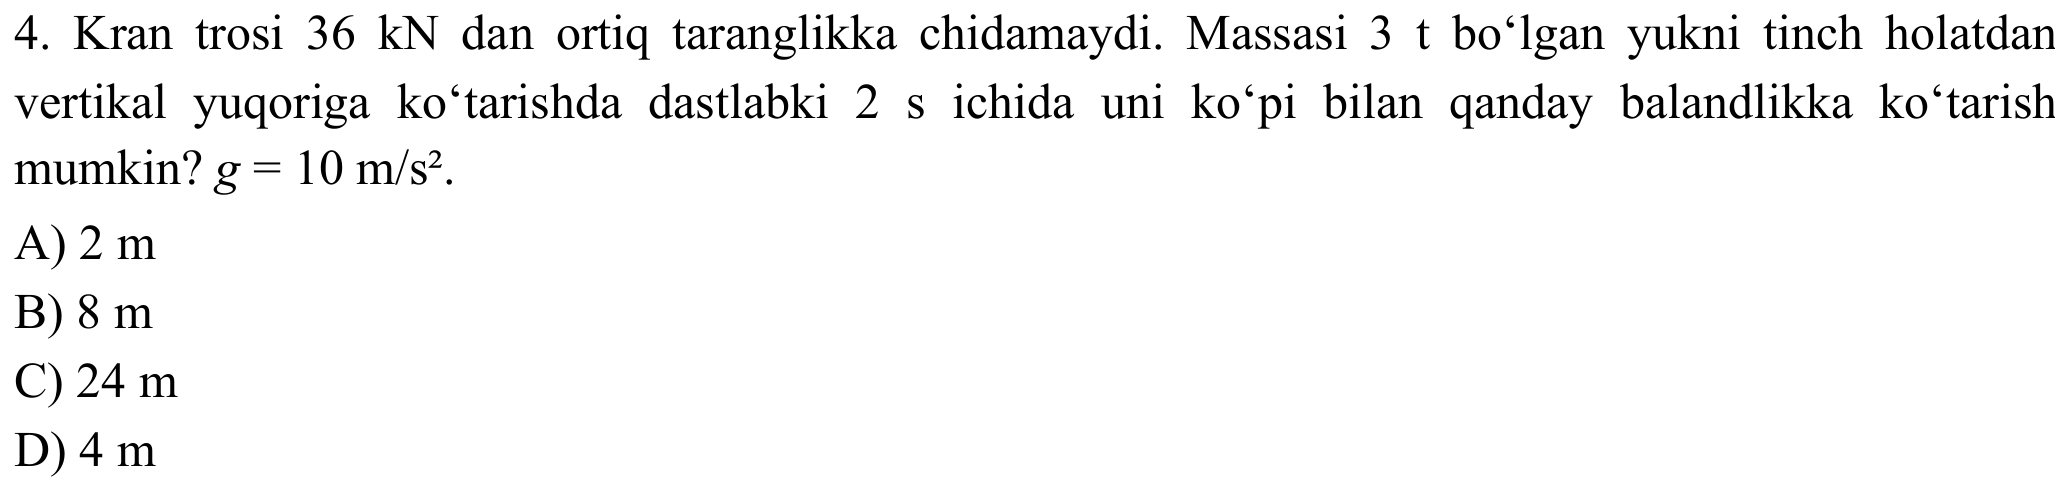 4. Kran trosi 36 kN dan ortiq taranglikka chidamaydi. Massasi 3 t bo‘lgan yukni tinch holatdan
vertikal yuqoriga ko‘tarishda dastlabki 2 s ichida uni ko‘pi bilan qanday balandlikka ko‘tarish
mumkin? g = 10 m/s².
A) 2 m
B) 8 m
C) 24 m
D) 4 m